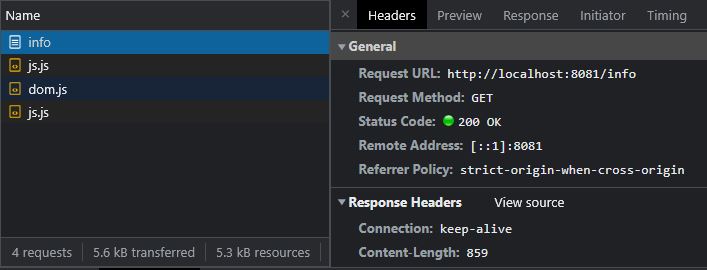 Name
info
js.js
dom.js
js.js
4 requests 5.6 kB transferred 5.3 kB resources
× Headers Preview Response Initiator Timing
▼ General
Request URL: http://localhost:8081/info
Request Method: GET
Status Code: 200 OK
Remote Address: [::1]:8081
Referrer Policy: strict-origin-when-cross-origin
▼ Response Headers View source
Connection: keep-alive
Content-Length: 859